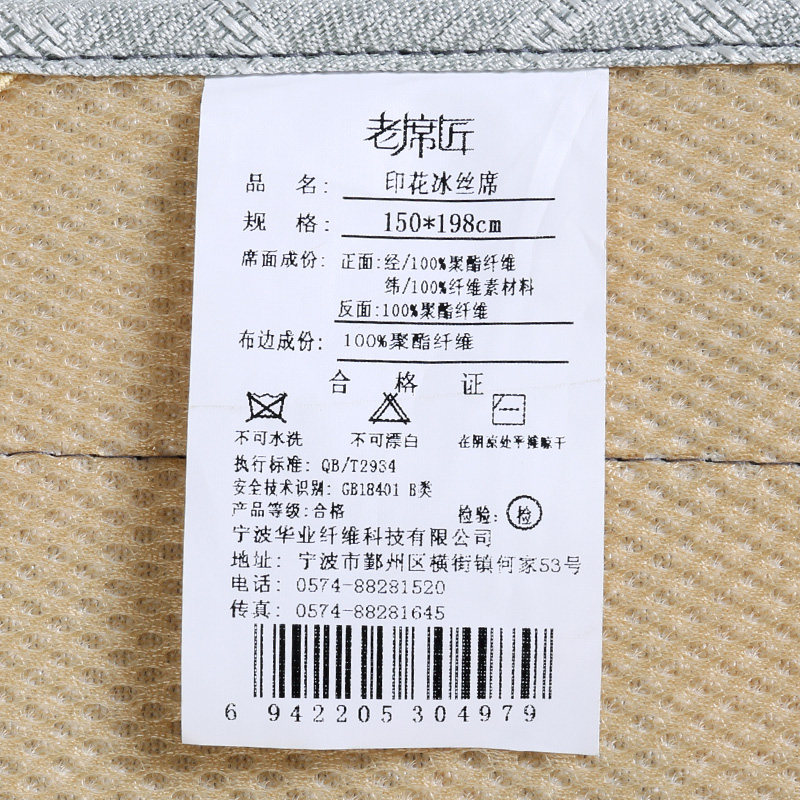 老席匠
品 名: 印花冰丝席
规 格: 150*198cm
席面成份: 正面:经/100%聚酯纤维
纬/100%纤维素材料
反面:100%聚酯纤维
布边成份: 100%聚酯纤维
合 格 证
不可水洗 不可漂白 在阴凉处平摊晾干
执行标准: QB/T2934
安全技术识别: GB18401 B类
产品等级:合格 检验: 检
宁波华业纤维科技有限公司
地址: 宁波市鄞州区横街镇何家53号
电话: 0574-88281520
传真: 0574-88281645
6 942205 304979